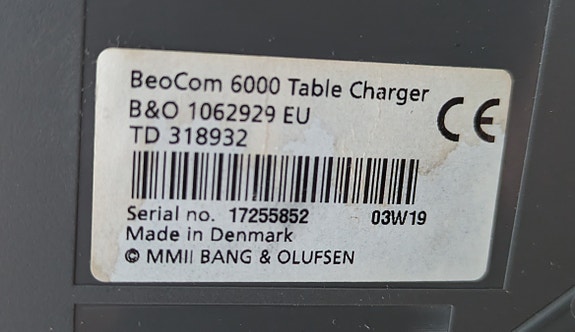 BeoCom 6000 Table Charger
B&O 1062929 EU
CE
TD 318932
Serial no. 17255852 03W19
Made in Denmark
© MMII BANG & OLUFSEN